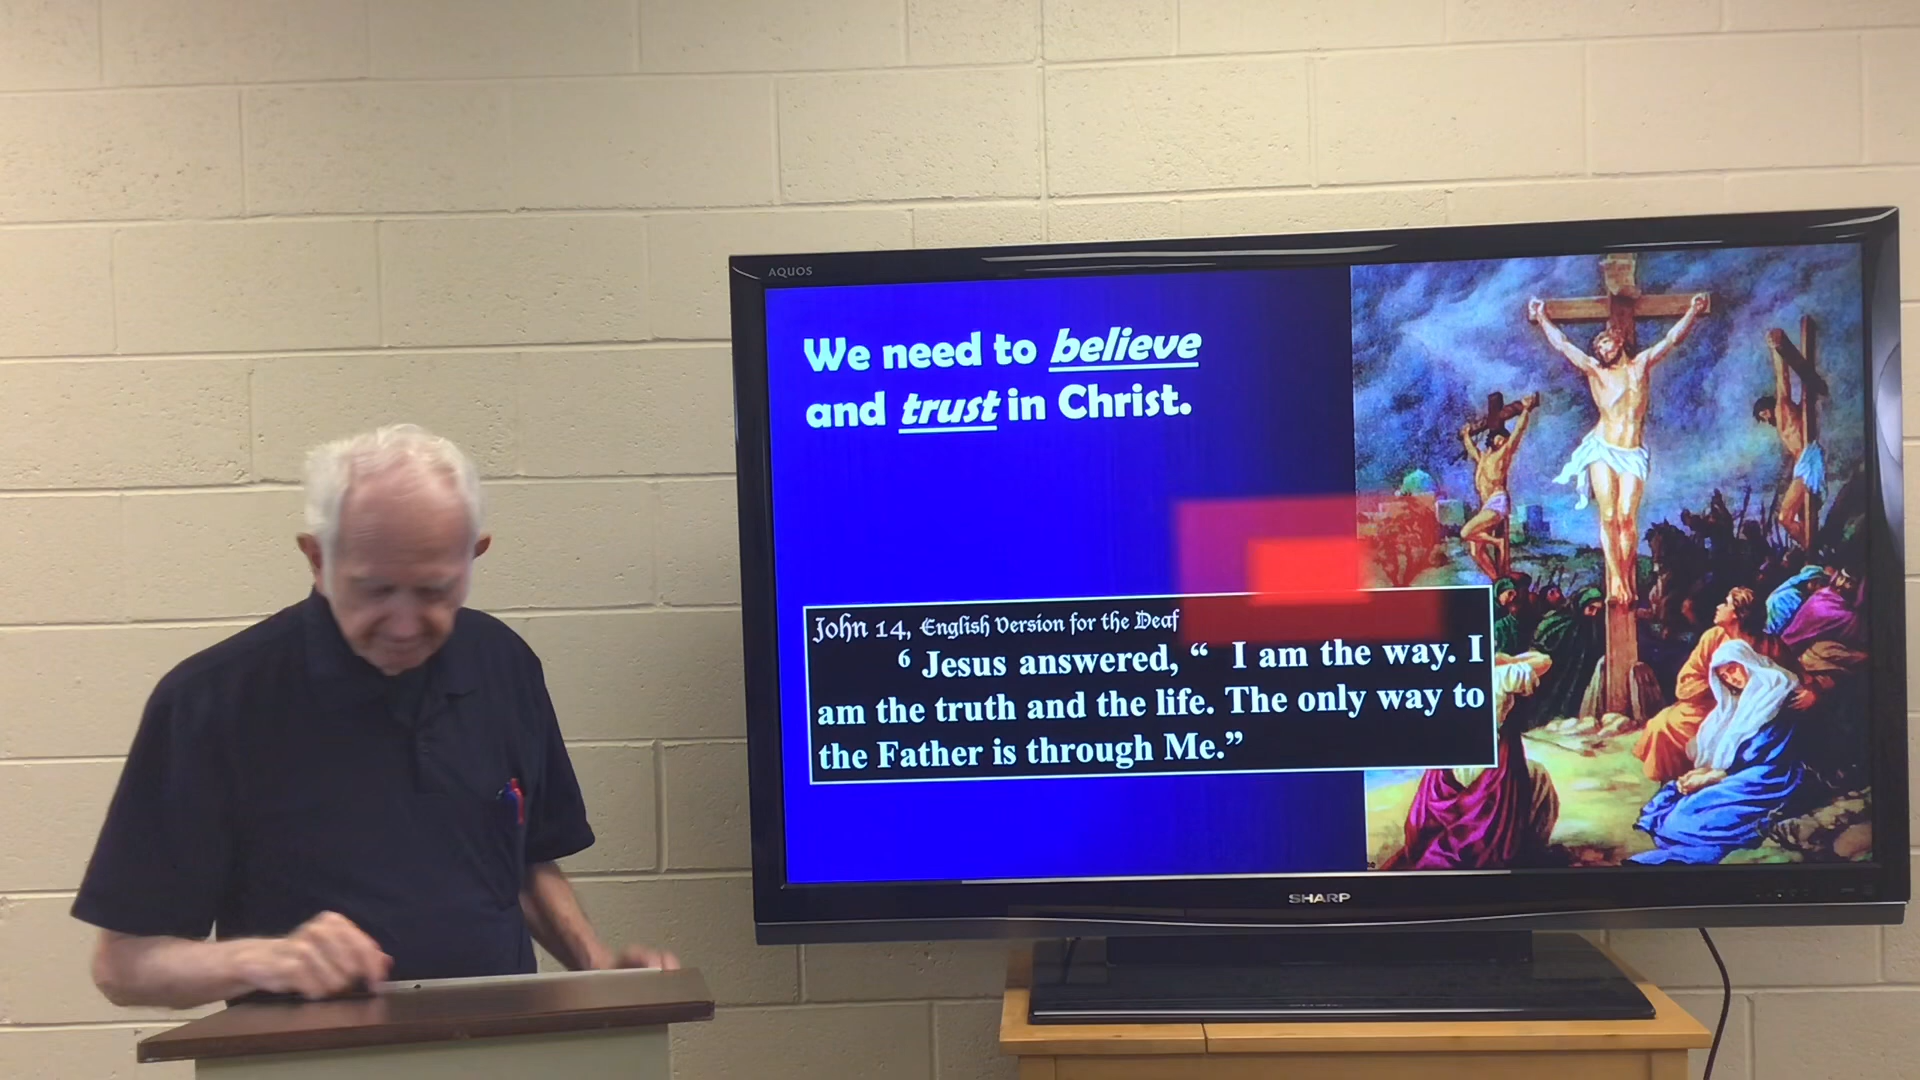 AQUOS
We need to believe
and trust in Christ.
John 14, English Version for the Deaf
6 Jesus answered, “ I am the way. I
am the truth and the life. The only way to
the Father is through Me.”
SHARP